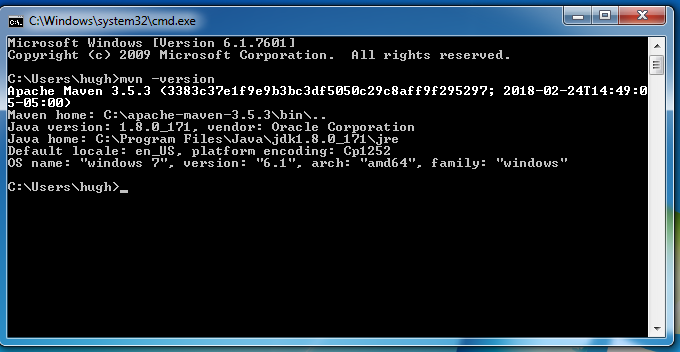 C:\Windows\system32\cmd.exe
Microsoft Windows [Version 6.1.7601]
Copyright (c) 2009 Microsoft Corporation.  All rights reserved.
C:\Users\hugh>mvn -version
Apache Maven 3.5.3 (3383c37e1f9e9b3bc3df5050c29c8aff9f295297; 2018-02-24T14:49:0
5-05:00)
Maven home: C:\apache-maven-3.5.3\bin\..
Java version: 1.8.0_171, vendor: Oracle Corporation
Java home: C:\Program Files\Java\jdk1.8.0_171\jre
Default locale: en_US, platform encoding: Cp1252
OS name: "windows 7", version: "6.1", arch: "amd64", family: "windows"
C:\Users\hugh>_